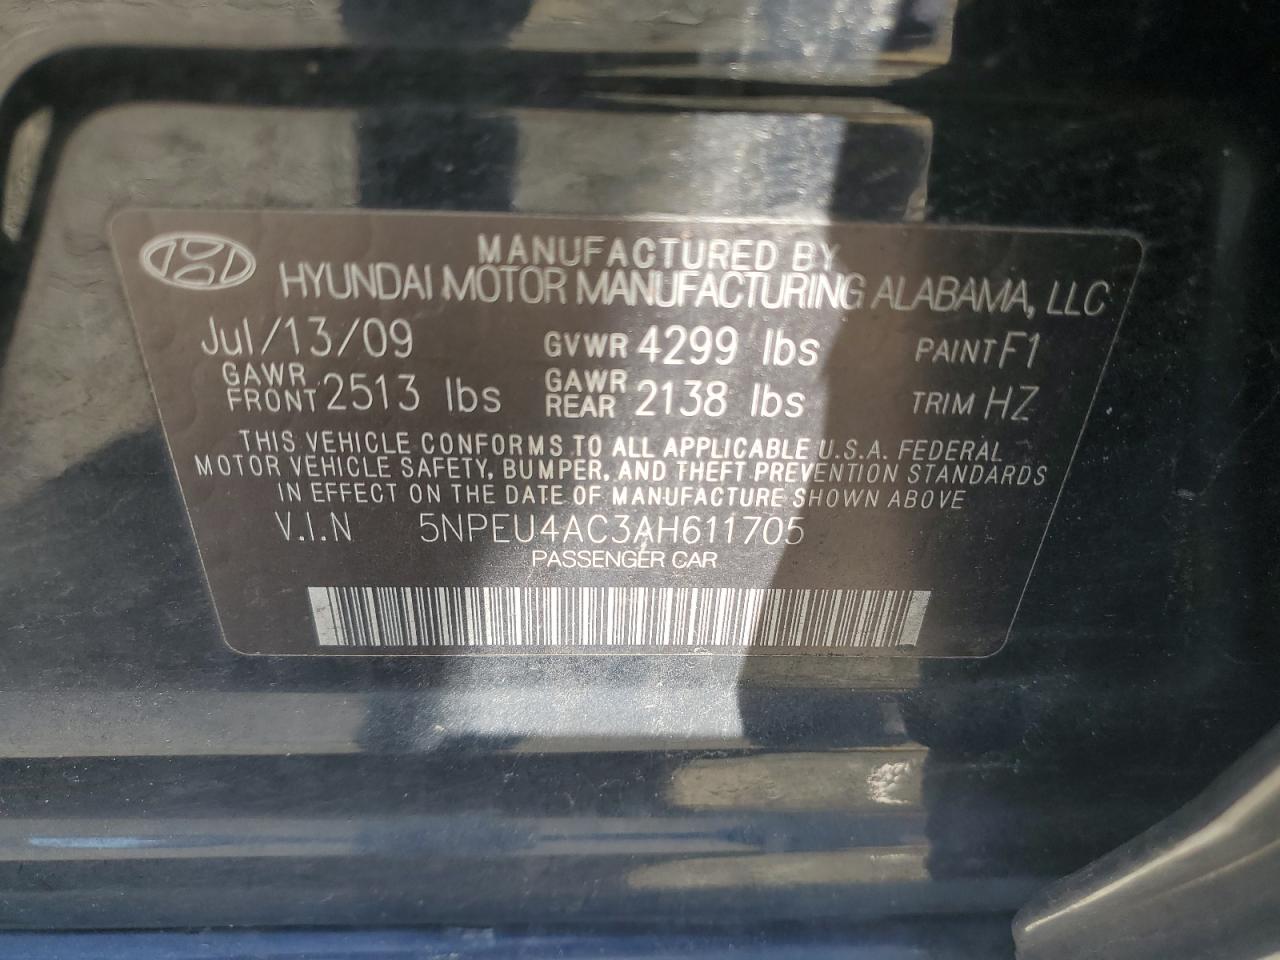 MANUFACTURED BY
HYUNDAI MOTOR MANUFACTURING ALABAMA, LLC
Jul/13/09 GVWR 4299 lbs PAINT F1
GAWR FRONT 2513 lbs GAWR REAR 2138 lbs TRIM HZ
THIS VEHICLE CONFORMS TO ALL APPLICABLE U.S.A. FEDERAL
MOTOR VEHICLE SAFETY, BUMPER, AND THEFT PREVENTION STANDARDS
IN EFFECT ON THE DATE OF MANUFACTURE SHOWN ABOVE
V.I.N 5NPEU4AC3AH611705
PASSENGER CAR